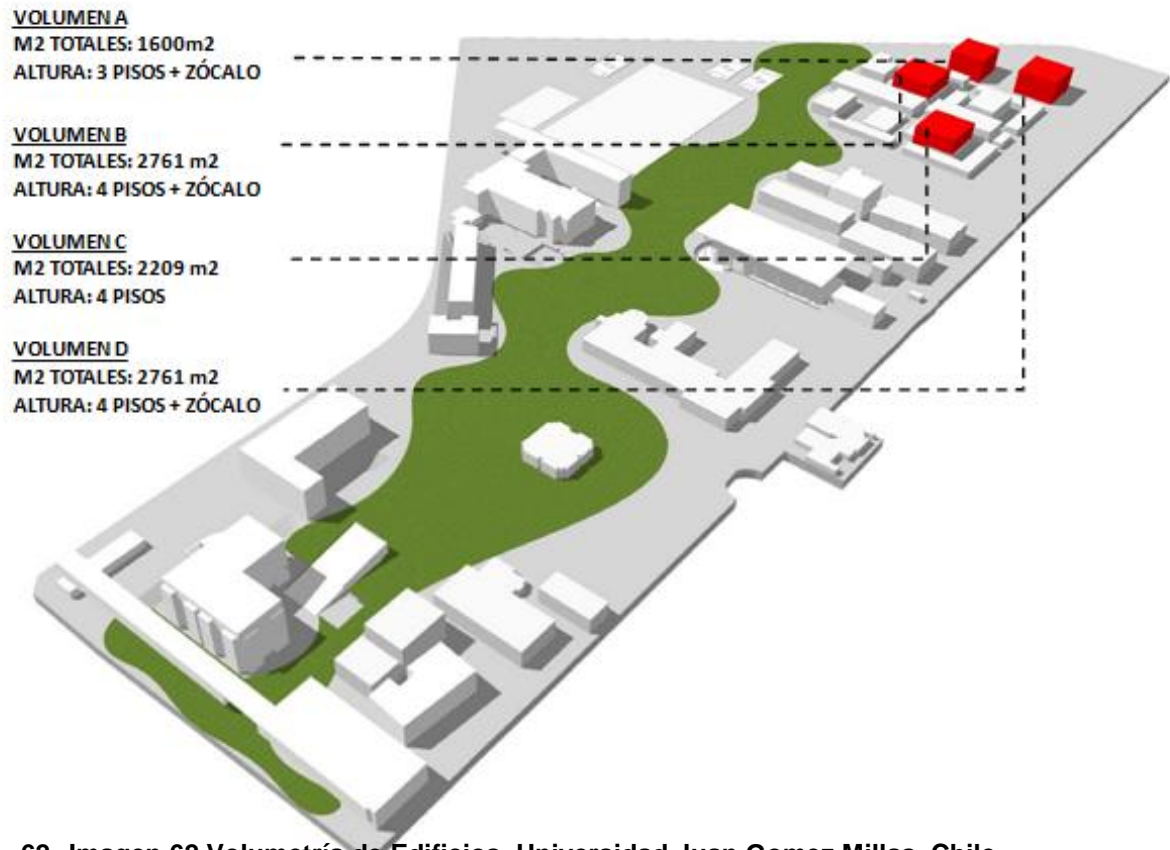 VOLUMEN A
M2 TOTALES: 1600m2
ALTURA: 3 PISOS + ZÓCALO
VOLUMEN B
M2 TOTALES: 2761 m2
ALTURA: 4 PISOS + ZÓCALO
VOLUMEN C
M2 TOTALES: 2209 m2
ALTURA: 4 PISOS
VOLUMEN D
M2 TOTALES: 2761 m2
ALTURA: 4 PISOS + ZÓCALO
62- Imagen 62 Volumetría de Edificios, Universidad Juan Gomez Millas, Chile